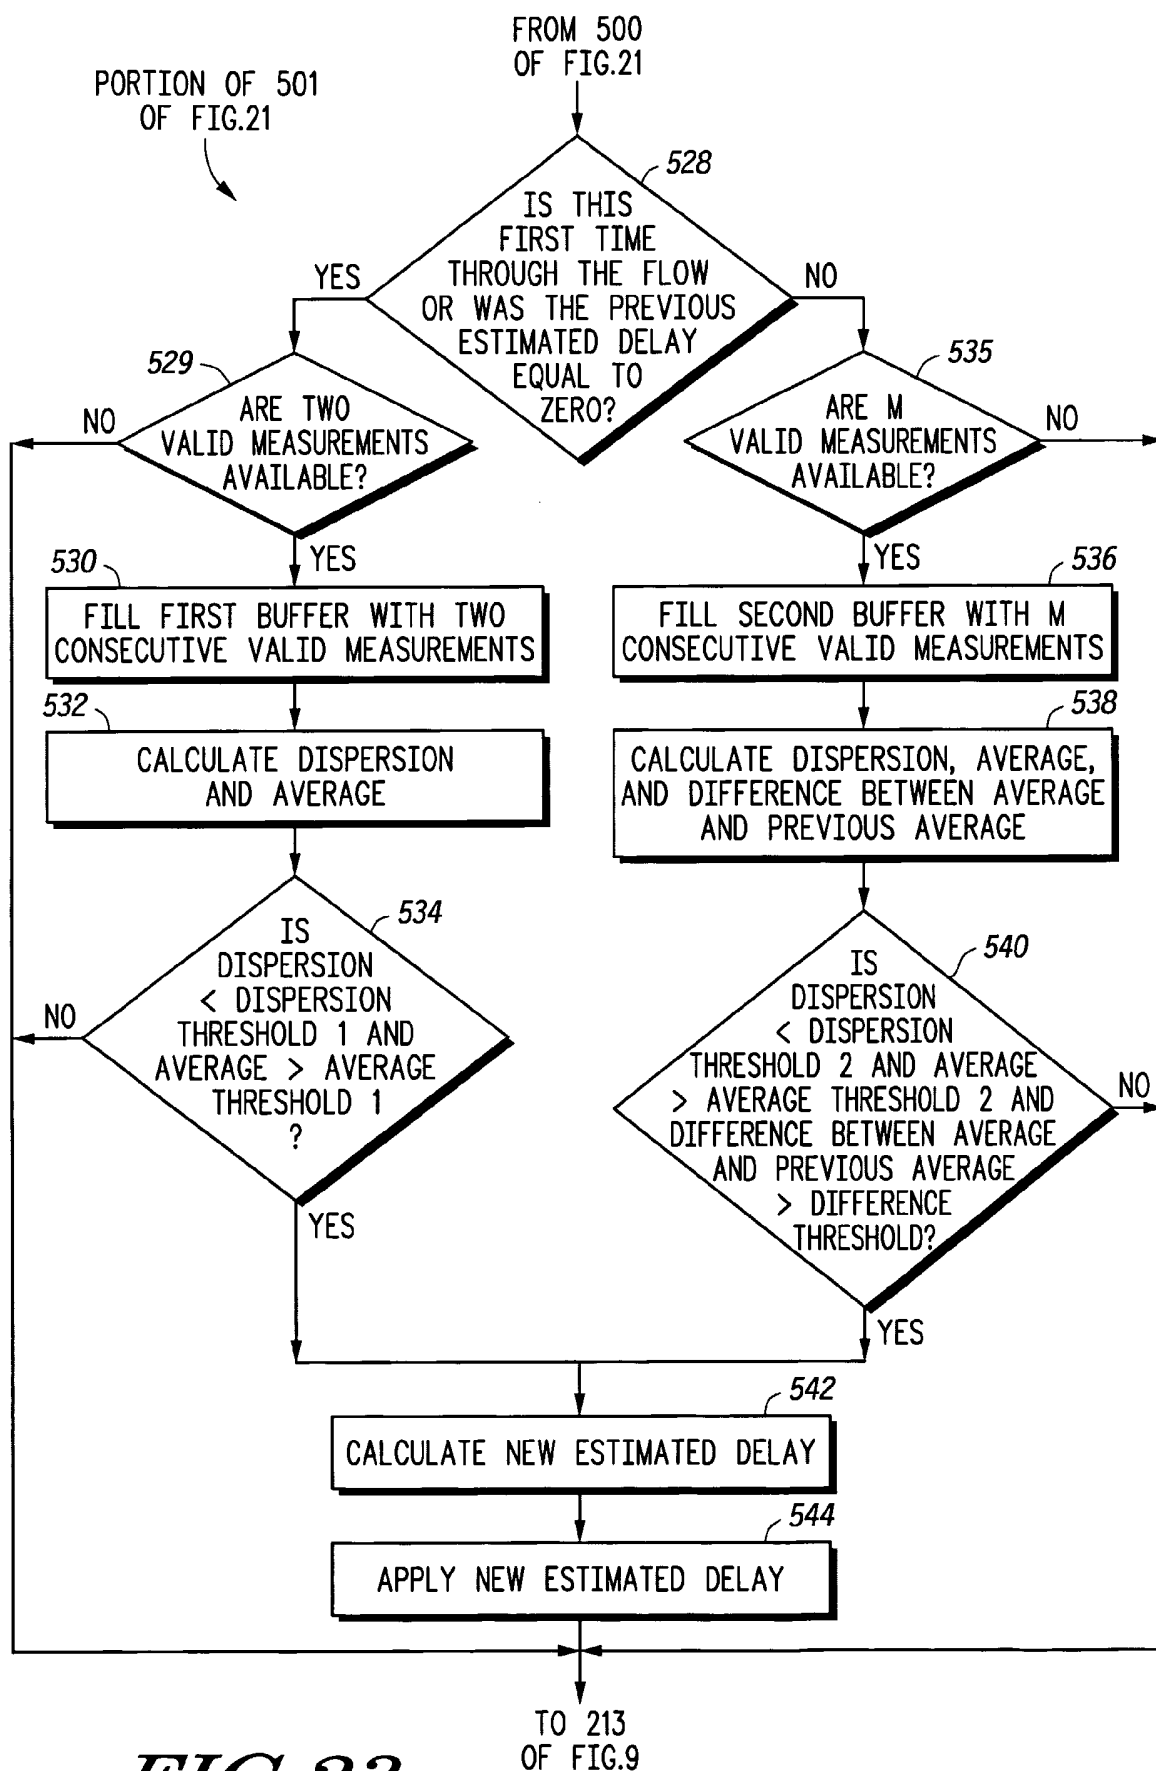 FROM 500
OF FIG.21
PORTION OF 501
OF FIG.21
528
IS THIS
FIRST TIME
THROUGH THE FLOW
OR WAS THE PREVIOUS
ESTIMATED DELAY
EQUAL TO
ZERO?
YES
NO
529
ARE TWO
VALID MEASUREMENTS
AVAILABLE?
NO
YES
535
ARE M
VALID MEASUREMENTS
AVAILABLE?
NO
YES
530
FILL FIRST BUFFER WITH TWO
CONSECUTIVE VALID MEASUREMENTS
536
FILL SECOND BUFFER WITH M
CONSECUTIVE VALID MEASUREMENTS
532
CALCULATE DISPERSION
AND AVERAGE
538
CALCULATE DISPERSION, AVERAGE,
AND DIFFERENCE BETWEEN AVERAGE
AND PREVIOUS AVERAGE
534
IS
DISPERSION
< DISPERSION
THRESHOLD 1 AND
AVERAGE > AVERAGE
THRESHOLD 1
?
NO
YES
540
IS
DISPERSION
< DISPERSION
THRESHOLD 2 AND AVERAGE
> AVERAGE THRESHOLD 2 AND
DIFFERENCE BETWEEN AVERAGE
AND PREVIOUS AVERAGE
> DIFFERENCE
THRESHOLD?
NO
YES
542
CALCULATE NEW ESTIMATED DELAY
544
APPLY NEW ESTIMATED DELAY
TO 213
OF FIG.9